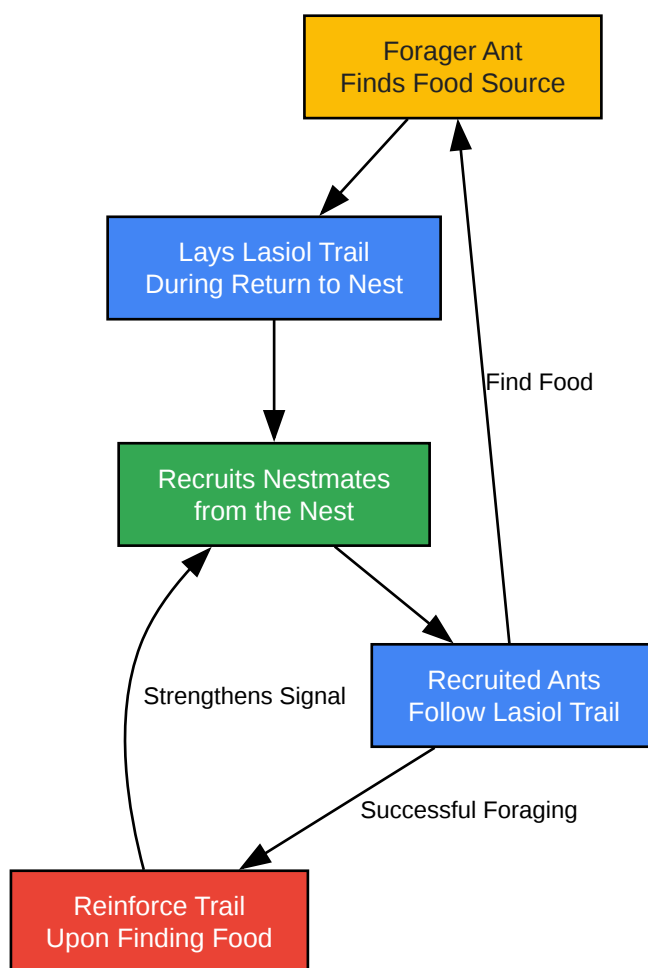 Forager Ant
Finds Food Source
Lays Lasiol Trail
During Return to Nest
Find Food
Recruits Nestmates
from the Nest
Recruited Ants
Follow Lasiol Trail
Strengthens Signal
Successful Foraging
Reinforce Trail
Upon Finding Food